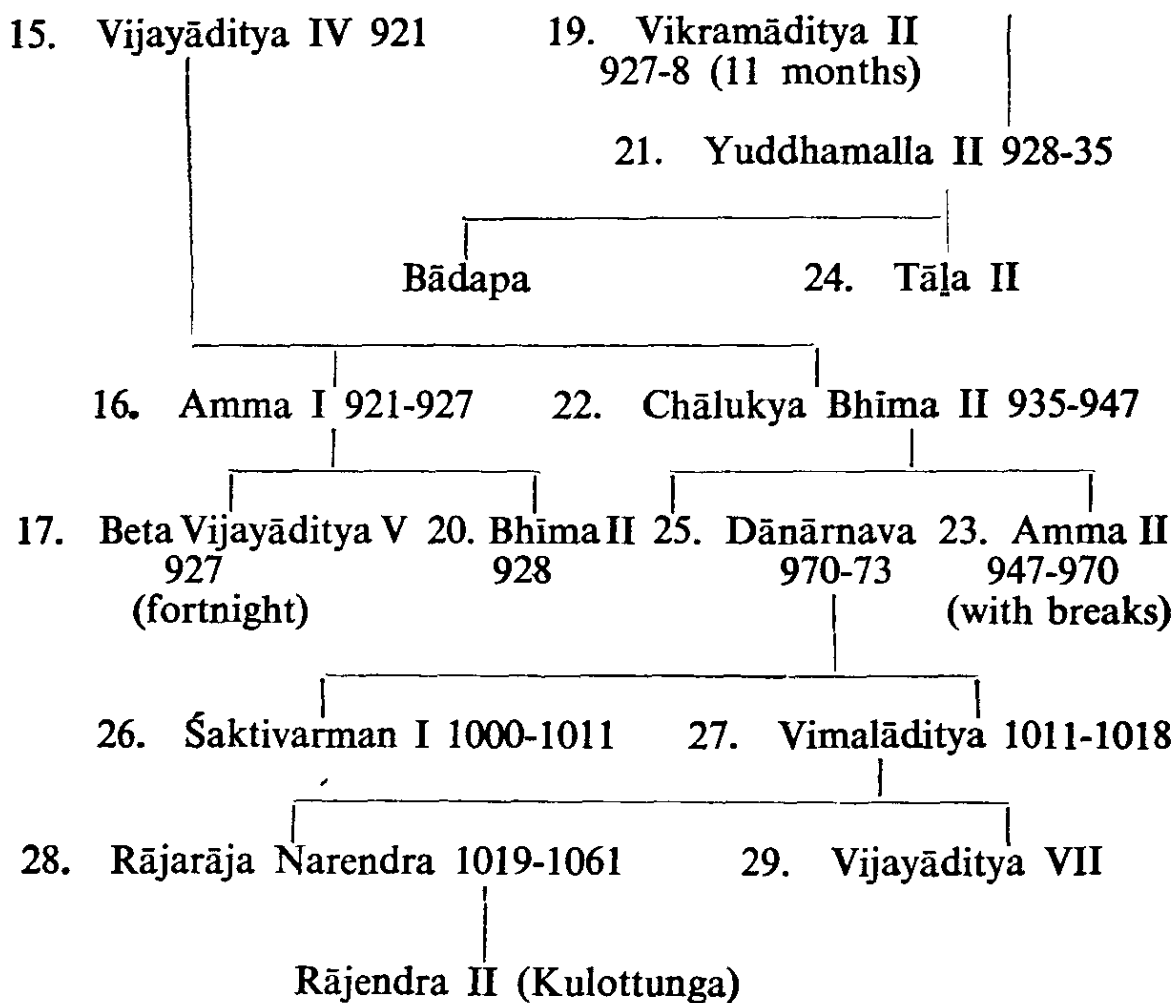 15. Vijayāditya IV 921 19. Vikramāditya II
927-8 (11 months)
21. Yuddhamalla II 928-35
Bādapa 24. Tāḻa II
16. Amma I 921-927 22. Chālukya Bhīma II 935-947
17. Beta Vijayāditya V 20. Bhīma II 25. Dānārnava 23. Amma II
927 928 970-73 947-970
(fortnight) (with breaks)
26. Śaktivarman I 1000-1011 27. Vimalāditya 1011-1018
28. Rājarāja Narendra 1019-1061 29. Vijayāditya VII
Rājendra II (Kulottunga)